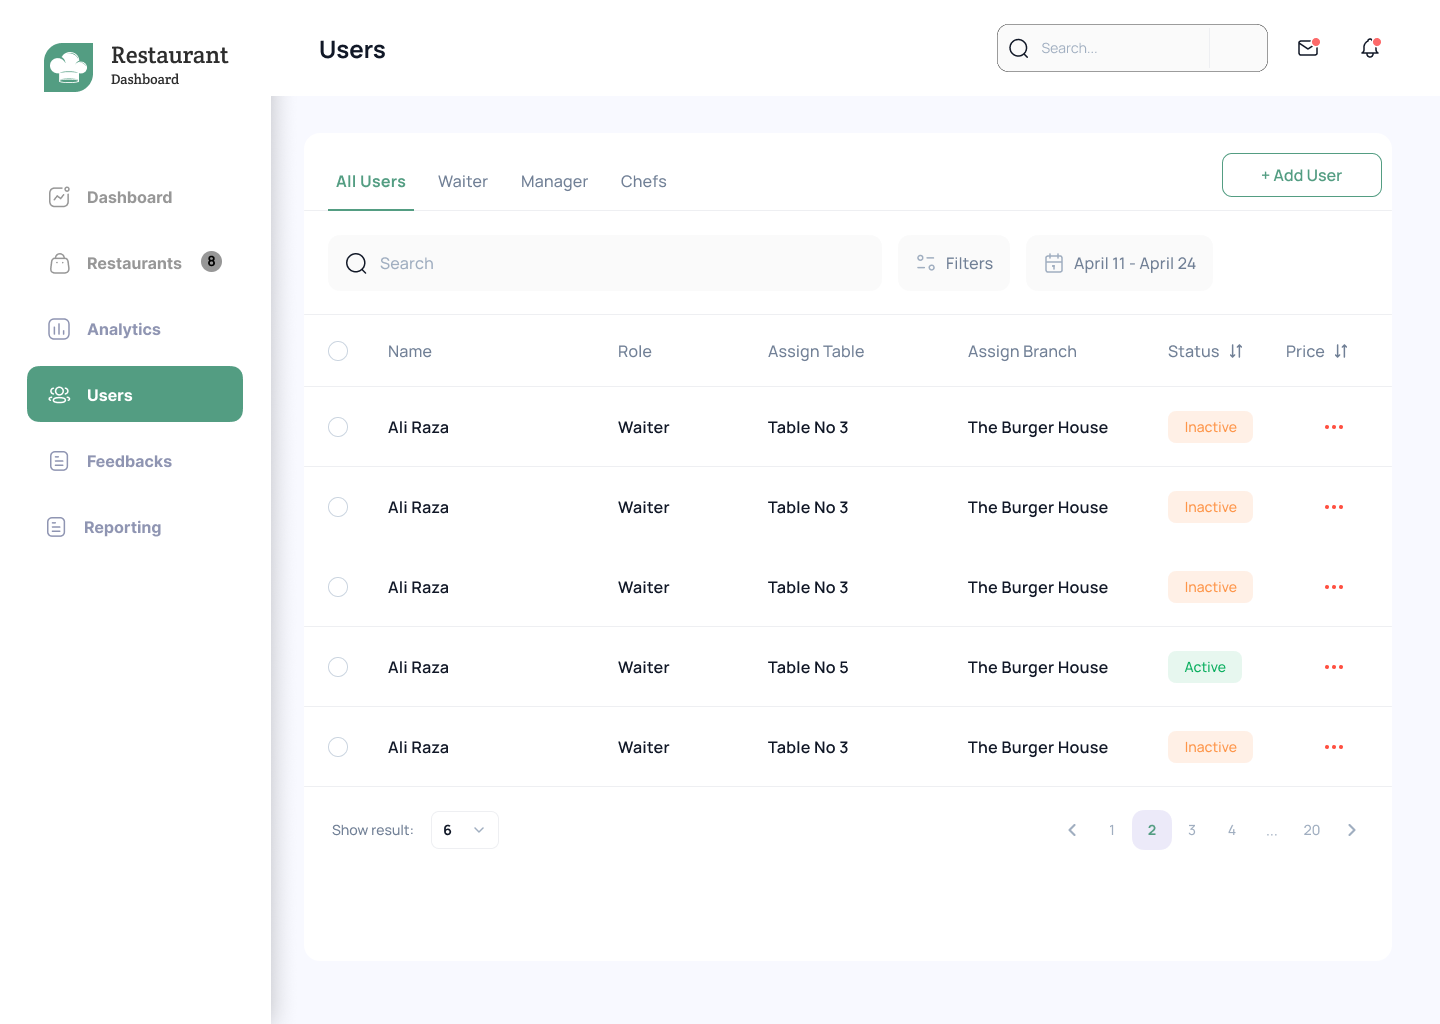 Restaurant
Dashboard
Users
Search...
Dashboard
Restaurants 8
Analytics
Users
Feedbacks
Reporting
All Users Waiter Manager Chefs
+ Add User
Search
Filters
April 11 - April 24
Name Role Assign Table Assign Branch Status Price
Ali Raza Waiter Table No 3 The Burger House Inactive
Ali Raza Waiter Table No 3 The Burger House Inactive
Ali Raza Waiter Table No 3 The Burger House Inactive
Ali Raza Waiter Table No 5 The Burger House Active
Ali Raza Waiter Table No 3 The Burger House Inactive
Show result: 6
1 2 3 4 ... 20